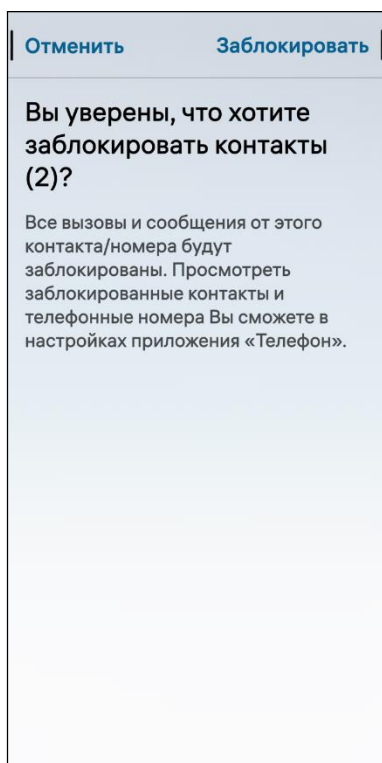 Отменить Заблокировать
Вы уверены, что хотите
заблокировать контакты
(2)?
Все вызовы и сообщения от этого
контакта/номера будут
заблокированы. Просмотреть
заблокированные контакты и
телефонные номера Вы сможете в
настройках приложения «Телефон».